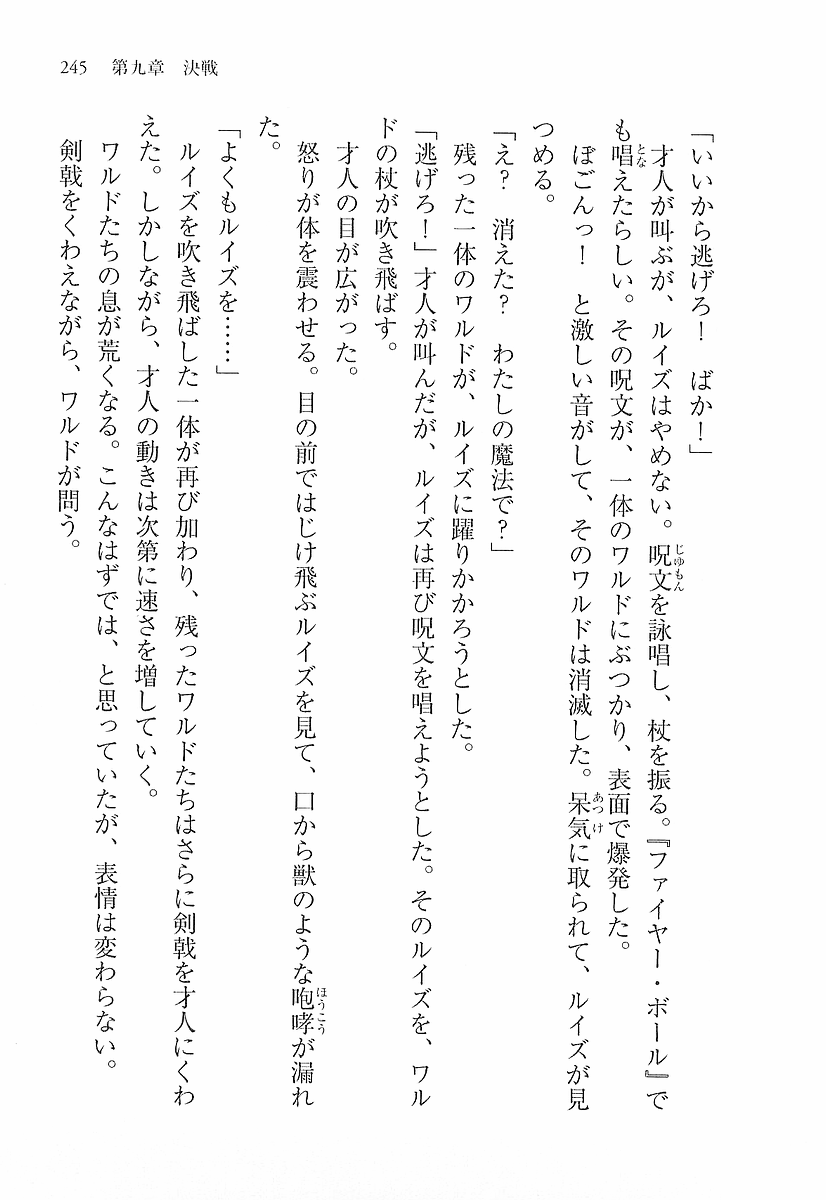 245　第九章　決戦
「いいから逃げろ！　ばか！」
　才人が叫ぶが、ルイズはやめない。呪文を詠唱し、杖を振る。『ファイヤー・ボール』で
も唱えたらしい。その呪文が、一体のワルドにぶつかり、表面で爆発した。
　ぼごんっ！　と激しい音がして、そのワルドは消滅した。呆気に取られて、ルイズが見
つめる。
「え？　消えた？　わたしの魔法で？」
　残った一体のワルドが、ルイズに躍りかかろうとした。
「逃げろ！」才人が叫んだが、ルイズは再び呪文を唱えようとした。そのルイズを、ワル
ドの杖が吹き飛ばす。
　才人の目が広がった。
　怒りが体を震わせる。目の前ではじけ飛ぶルイズを見て、口から獣のような咆哮が漏れ
た。
「よくもルイズを……」
　ルイズを吹き飛ばした一体が再び加わり、残ったワルドたちはさらに剣戟を才人にくわ
えた。しかしながら、才人の動きは次第に速さを増していく。
　ワルドたちの息が荒くなる。こんなはずでは、と思っていたが、表情は変わらない。
　剣戟をくわえながら、ワルドが問う。